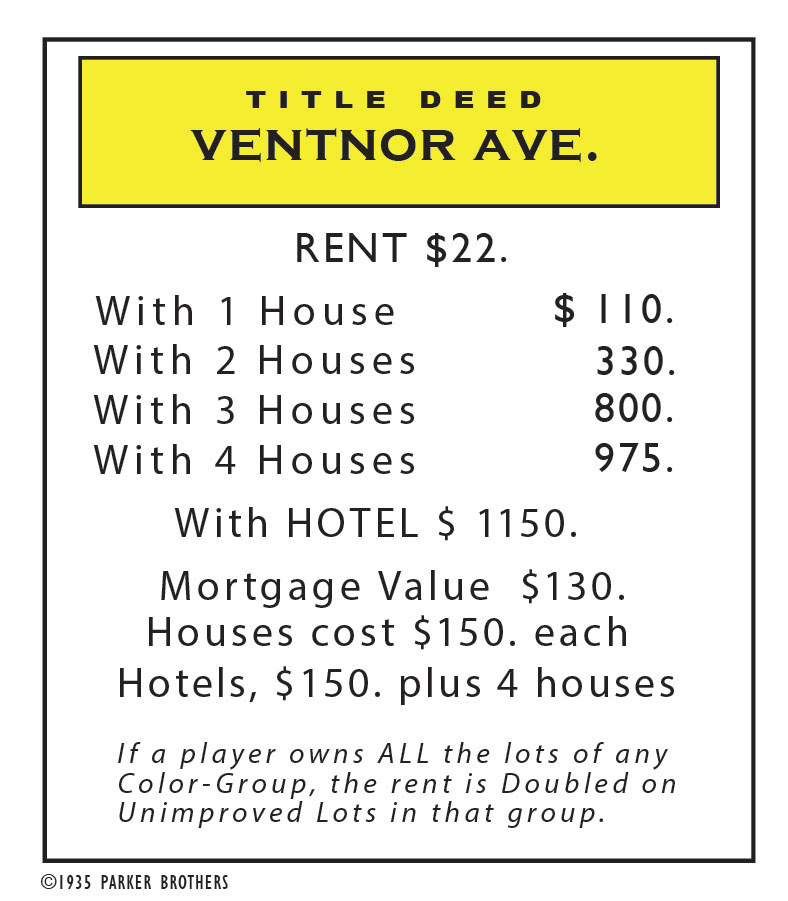 TITLE DEED
VENTNOR AVE.
RENT $22.
With 1 House $ 110.
With 2 Houses 330.
With 3 Houses 800.
With 4 Houses 975.
With HOTEL $ 1150.
Mortgage Value $130.
Houses cost $150. each
Hotels, $150. plus 4 houses
If a player owns ALL the lots of any
Color-Group, the rent is Doubled on
Unimproved Lots in that group.
©1935 PARKER BROTHERS